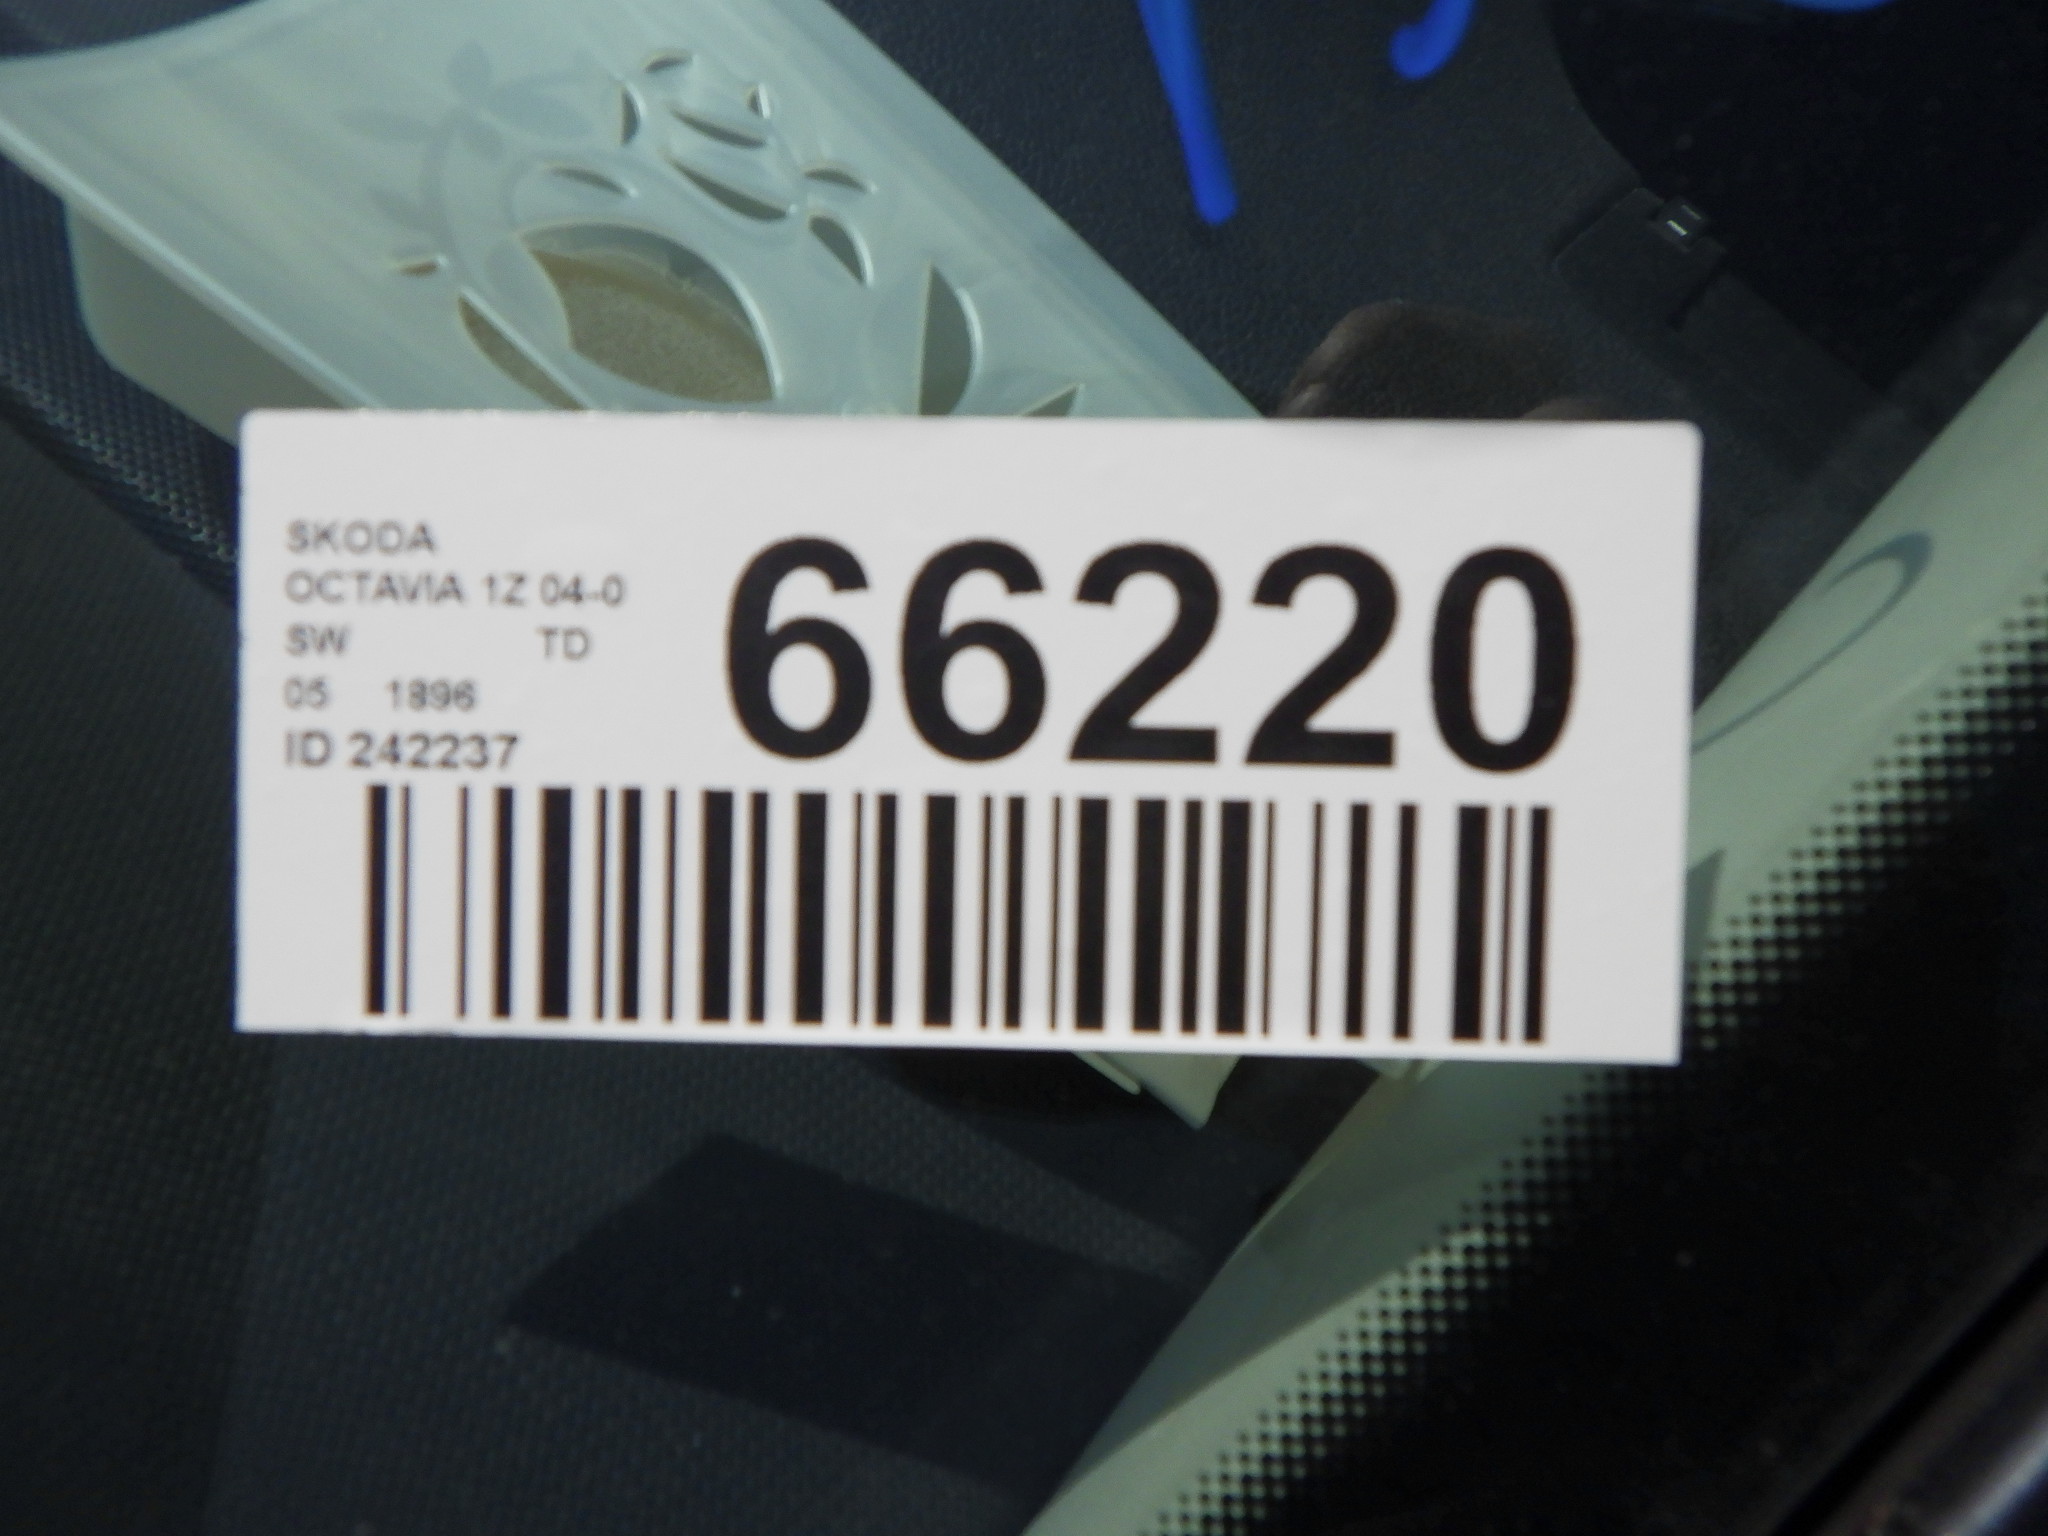 SKODA
OCTAVIA 1Z 04-0
SW TD
05 1896
ID 242237
66220